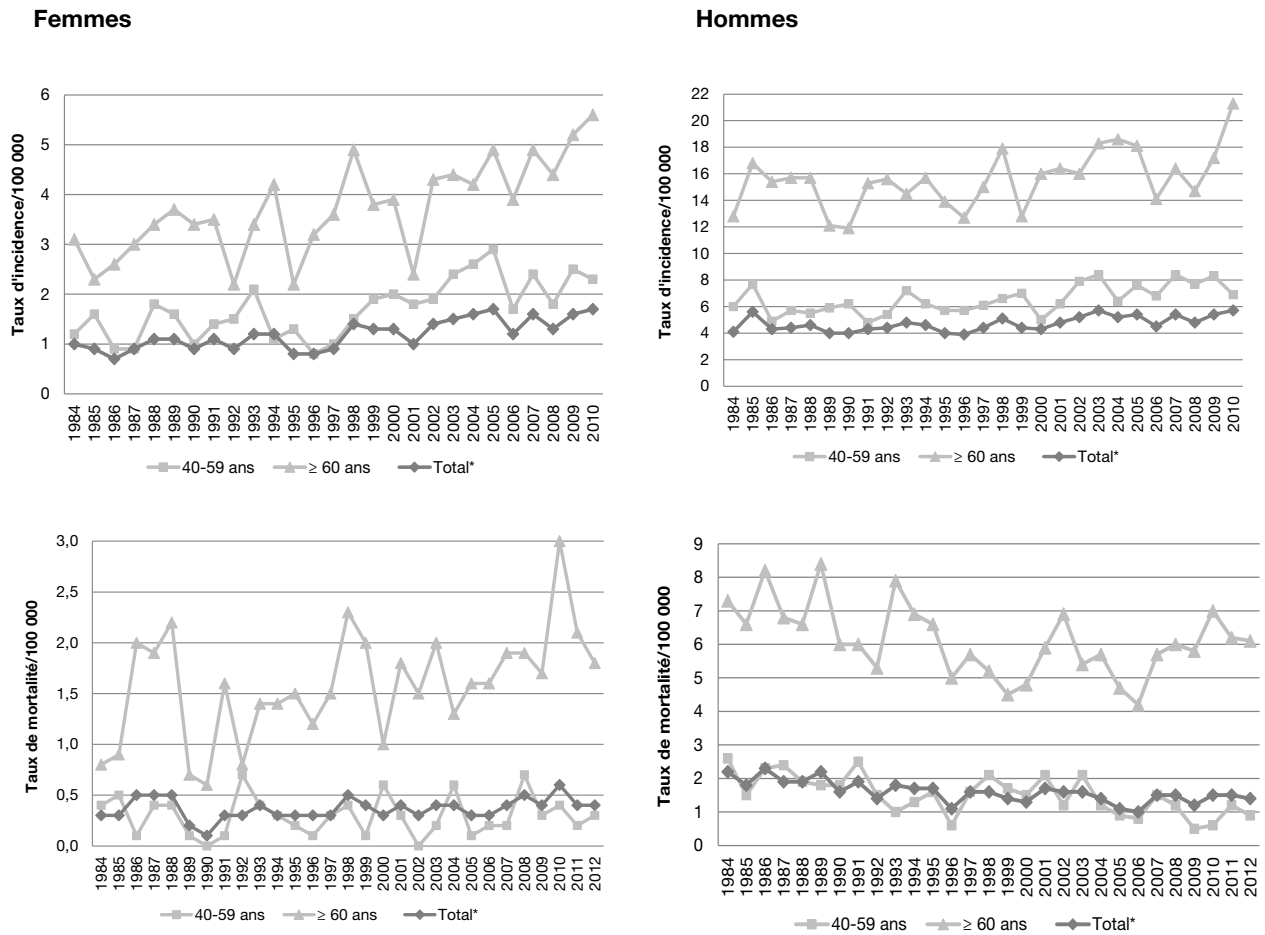 Femmes
Hommes
Taux d'incidence/100 000
6
5
4
3
2
1
0
1984 1985 1986 1987 1988 1989 1990 1991 1992 1993 1994 1995 1996 1997 1998 1999 2000 2001 2002 2003 2004 2005 2006 2007 2008 2009 2010
40-59 ans ≥ 60 ans Total*
Taux d'incidence/100 000
22
20
18
16
14
12
10
8
6
4
2
0
1984 1985 1986 1987 1988 1989 1990 1991 1992 1993 1994 1995 1996 1997 1998 1999 2000 2001 2002 2003 2004 2005 2006 2007 2008 2009 2010
40-59 ans ≥ 60 ans Total*
Taux de mortalité/100 000
3,0
2,5
2,0
1,5
1,0
0,5
0,0
1984 1985 1986 1987 1988 1989 1990 1991 1992 1993 1994 1995 1996 1997 1998 1999 2000 2001 2002 2003 2004 2005 2006 2007 2008 2009 2010 2011 2012
40-59 ans ≥ 60 ans Total*
Taux de mortalité/100 000
9
8
7
6
5
4
3
2
1
0
1984 1985 1986 1987 1988 1989 1990 1991 1992 1993 1994 1995 1996 1997 1998 1999 2000 2001 2002 2003 2004 2005 2006 2007 2008 2009 2010 2011 2012
40-59 ans ≥ 60 ans Total*